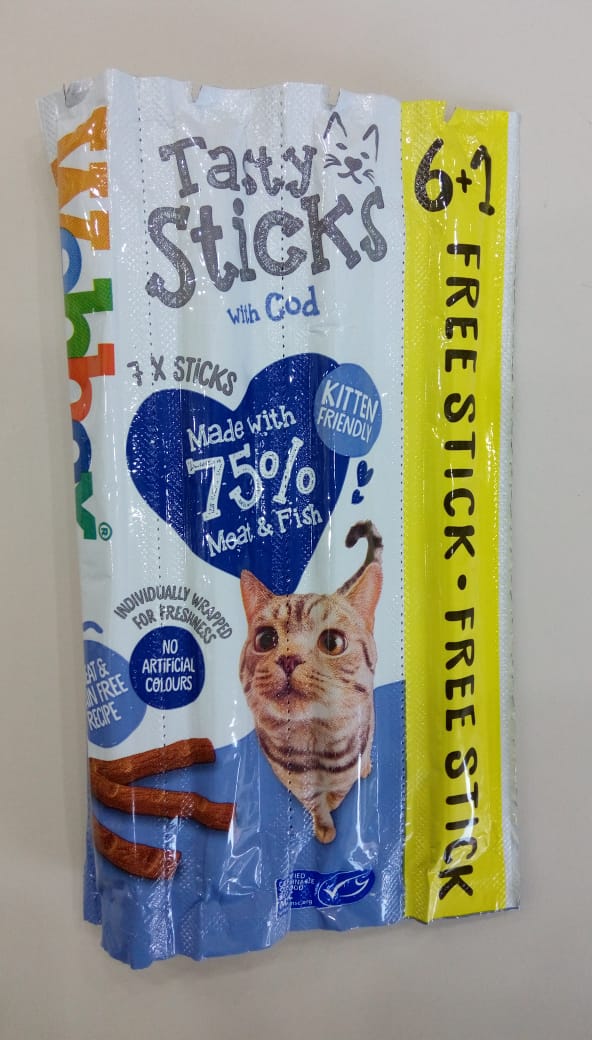 Webbox®
Tasty
Sticks
with Cod
7 X STICKS
KITTEN
FRIENDLY
Made with
75%
Meat & Fish
INDIVIDUALLY WRAPPED
FOR FRESHNESS
NO
ARTIFICIAL
COLOURS
FREE
RECIPE
6+1
FREE STICK • FREE STICK